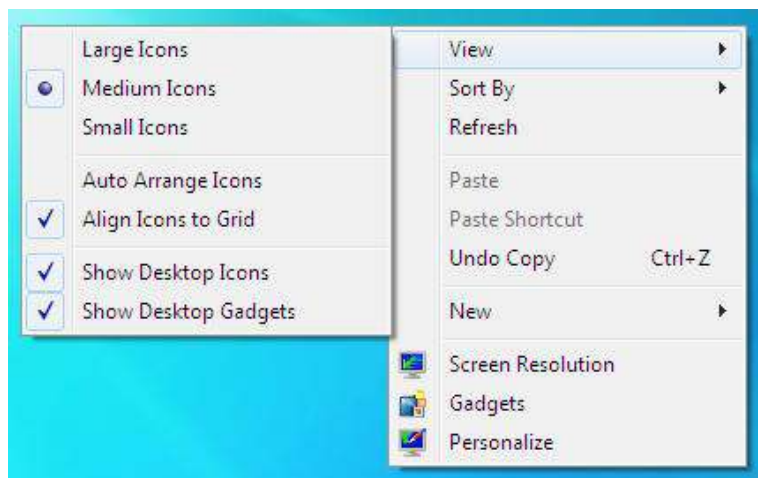 Large Icons
Medium Icons
Small Icons
Auto Arrange Icons
Align Icons to Grid
Show Desktop Icons
Show Desktop Gadgets
View
Sort By
Refresh
Paste
Paste Shortcut
Undo Copy Ctrl+Z
New
Screen Resolution
Gadgets
Personalize